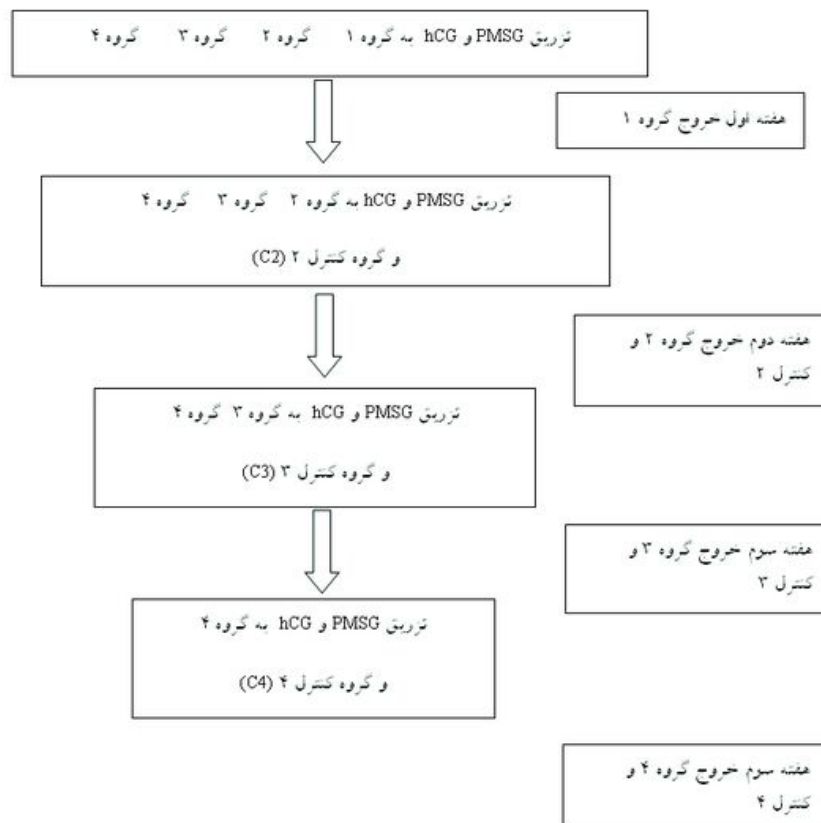 تزریق PMSG و hCG به گروه ۱ گروه ۲ گروه ۳ گروه ۴
هفته اول خروج گروه ۱
تزریق PMSG و hCG به گروه ۲ گروه ۳ گروه ۴
و گروه کنترل ۲ (C2)
هفته دوم خروج گروه ۲ و
کنترل ۲
تزریق PMSG و hCG به گروه ۳ گروه ۴
و گروه کنترل ۳ (C3)
هفته سوم خروج گروه ۳ و
کنترل ۳
تزریق PMSG و hCG به گروه ۴
و گروه کنترل ۴ (C4)
هفته سوم خروج گروه ۴ و
کنترل ۴